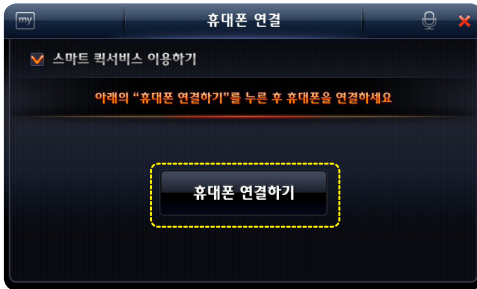 my
휴대폰 연결
스마트 퀵서비스 이용하기
아래의 “휴대폰 연결하기”를 누른 후 휴대폰을 연결하세요
휴대폰 연결하기